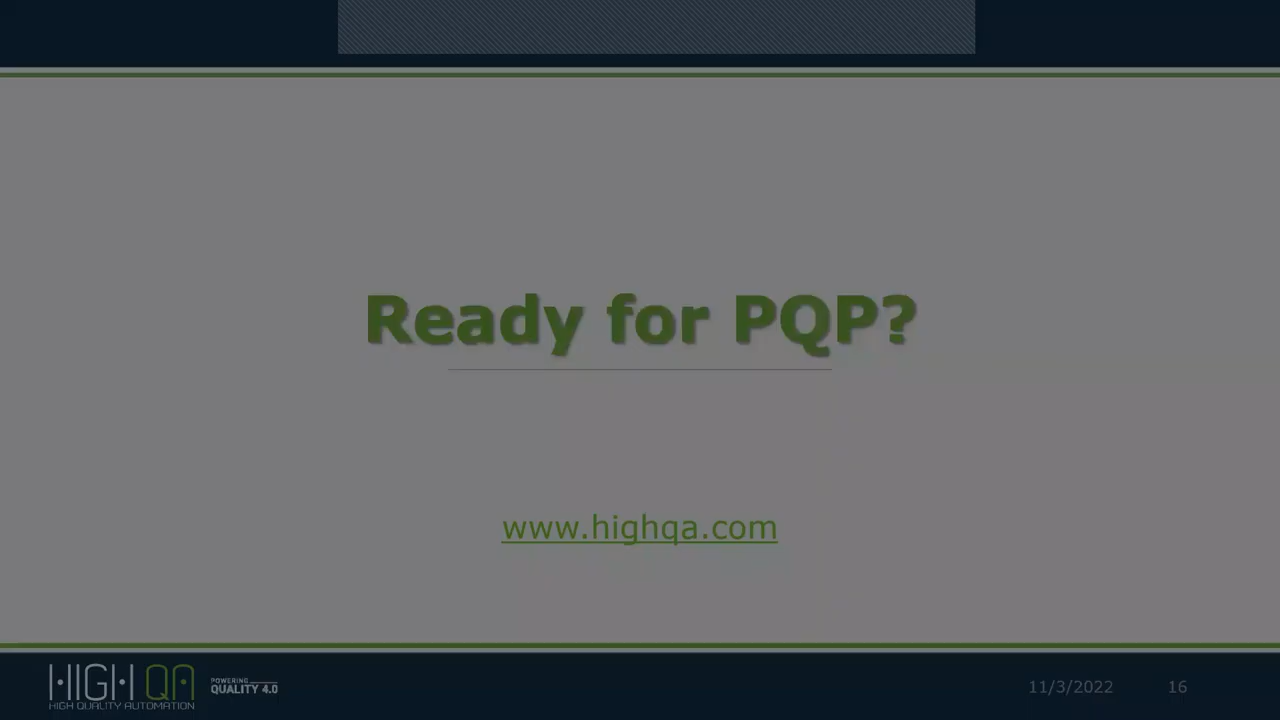 Ready for PQP?
www.highqa.com
HIGH QA
HIGH QUALITY AUTOMATION
POWERING
QUALITY 4.0
11/3/2022
16